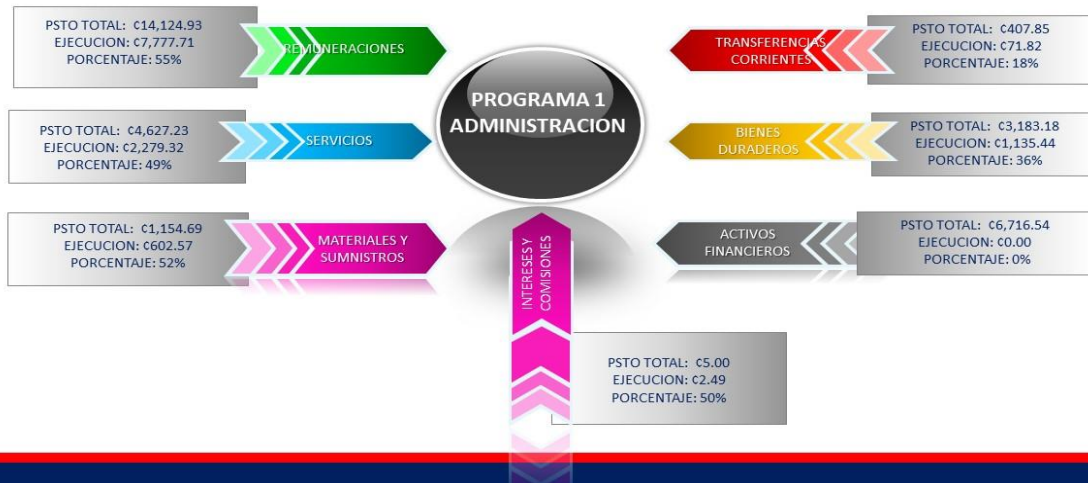 PSTO TOTAL: ¢14,124.93
EJECUCION: ¢7,777.71
PORCENTAJE: 55%
REMUNERACIONES
PSTO TOTAL: ¢4,627.23
EJECUCION: ¢2,279.32
PORCENTAJE: 49%
SERVICIOS
PSTO TOTAL: ¢1,154.69
EJECUCION: ¢602.57
PORCENTAJE: 52%
MATERIALES Y
SUMNISTROS
PROGRAMA 1
ADMINISTRACION
INTERESES Y
COMISIONES
PSTO TOTAL: ¢5.00
EJECUCION: ¢2.49
PORCENTAJE: 50%
TRANSFERENCIAS
CORRIENTES
PSTO TOTAL: ¢407.85
EJECUCION: ¢71.82
PORCENTAJE: 18%
BIENES
DURADEROS
PSTO TOTAL: ¢3,183.18
EJECUCION: ¢1,135.44
PORCENTAJE: 36%
ACTIVOS
FINANCIEROS
PSTO TOTAL: ¢6,716.54
EJECUCION: ¢0.00
PORCENTAJE: 0%